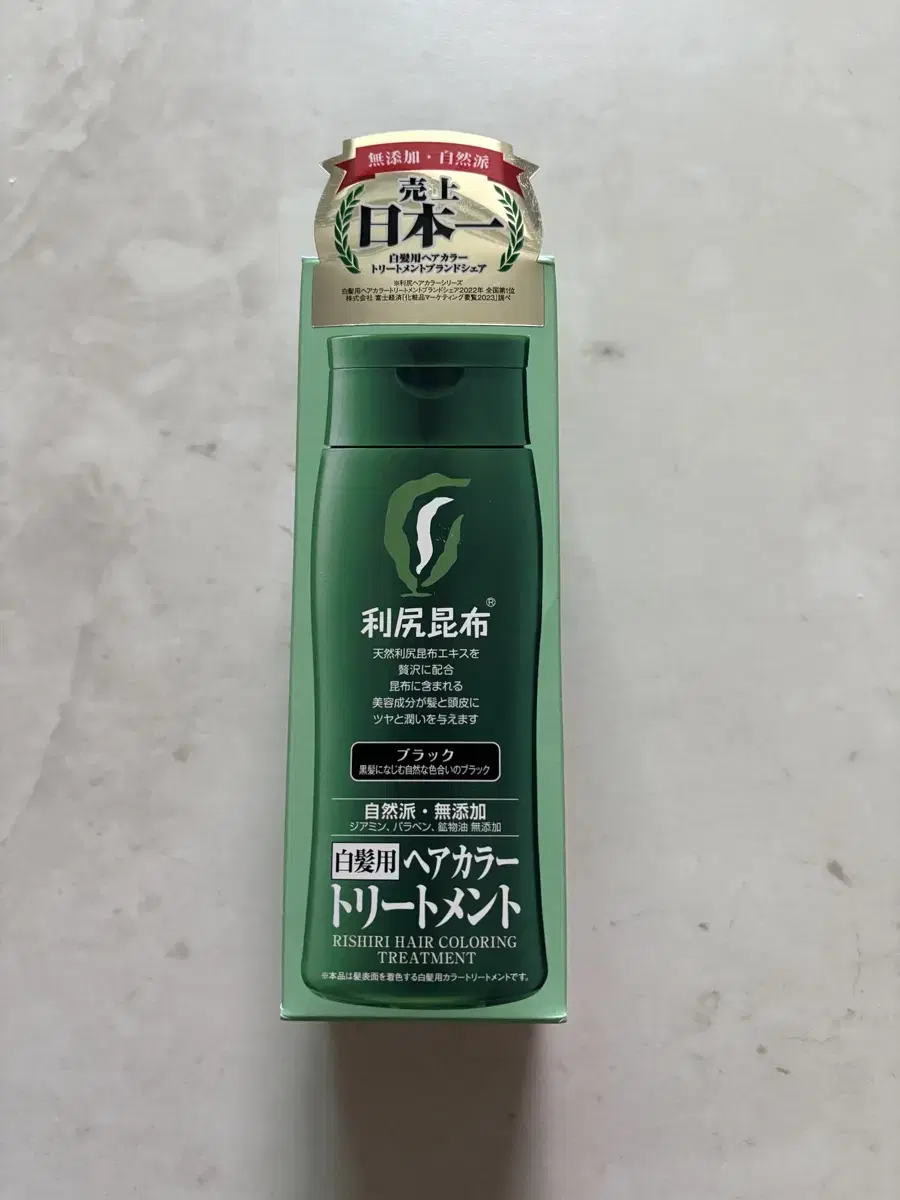 無添加・自然派
売上
日本一
白髪用ヘアカラー
トリートメントブランドシェア
※利尻ヘアカラーシリーズ
白髪用ヘアカラートリートメントブランドシェア2022年 全国第1位
株式会社 富士経済「化粧品マーケティング要覧2023」調べ
利尻昆布®
天然利尻昆布エキスを
贅沢に配合
昆布に含まれる
美容成分が髪と頭皮に
ツヤと潤いを与えます
ブラック
黒髪になじむ自然な色合いのブラック
自然派・無添加
ジアミン、パラベン、鉱物油 無添加
白髪用 ヘアカラー
トリートメント
RISHIRI HAIR COLORING
TREATMENT
※本品は髪表面を着色する白髪用カラートリートメントです。